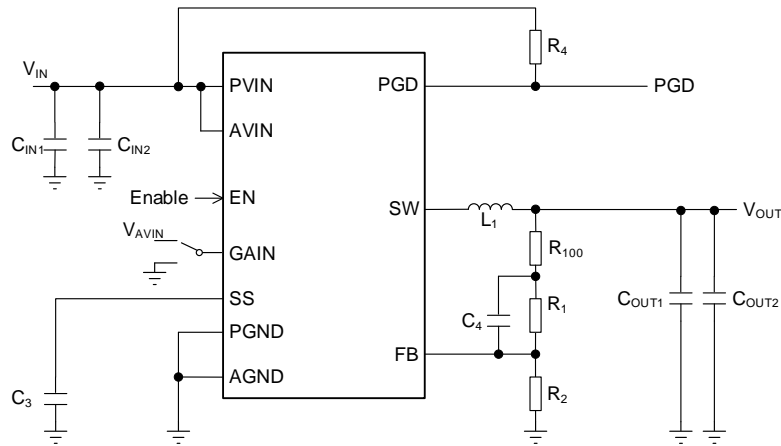 R4
VIN
PVIN
PGD
PGD
AVIN
CIN1
CIN2
Enable
EN
SW
L1
VOUT
VAVIN
GAIN
R100
SS
COUT1
COUT2
C4
R1
PGND
FB
AGND
C3
R2